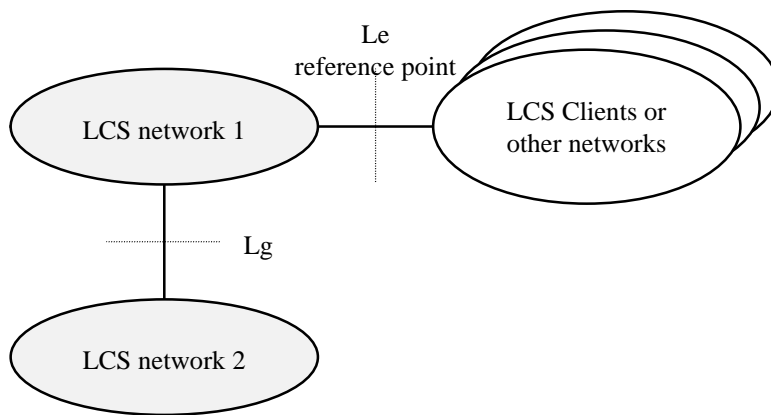 Le
reference point
LCS network 1
LCS Clients or
other networks
Lg
LCS network 2